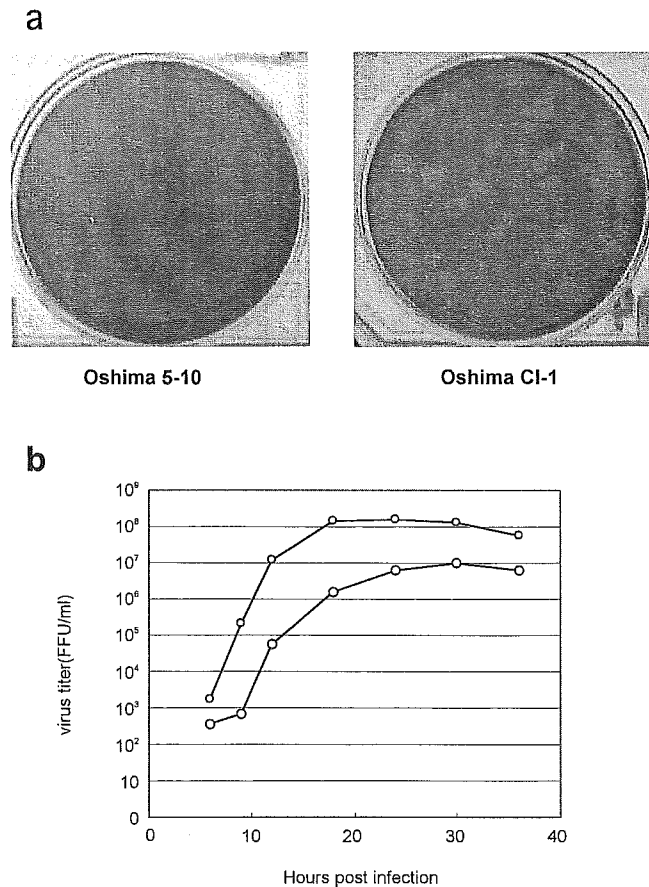 a
Oshima 5-10
Oshima Cl-1
b
10⁹
10⁸
10⁷
10⁶
10⁵
10⁴
10³
10²
10
0
virus titer(FFU/ml)
0 10 20 30 40
Hours post infection